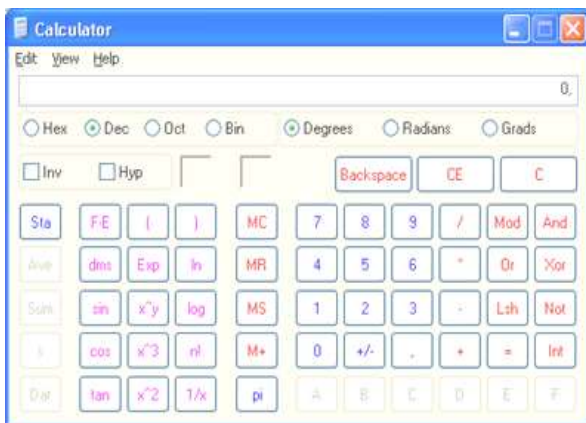 Calculator
Edit View Help
0,
Hex Dec Oct Bin Degrees Radians Grads
Inv Hyp Backspace CE C
Sta F-E ( ) MC 7 8 9 / Mod And
Ave dms Exp ln MR 4 5 6 * Or Xor
Sum sin x^y log MS 1 2 3 - Lsh Not
s cos x^3 n! M+ 0 +/- , + = Int
Dat tan x^2 1/x pi A B C D E F